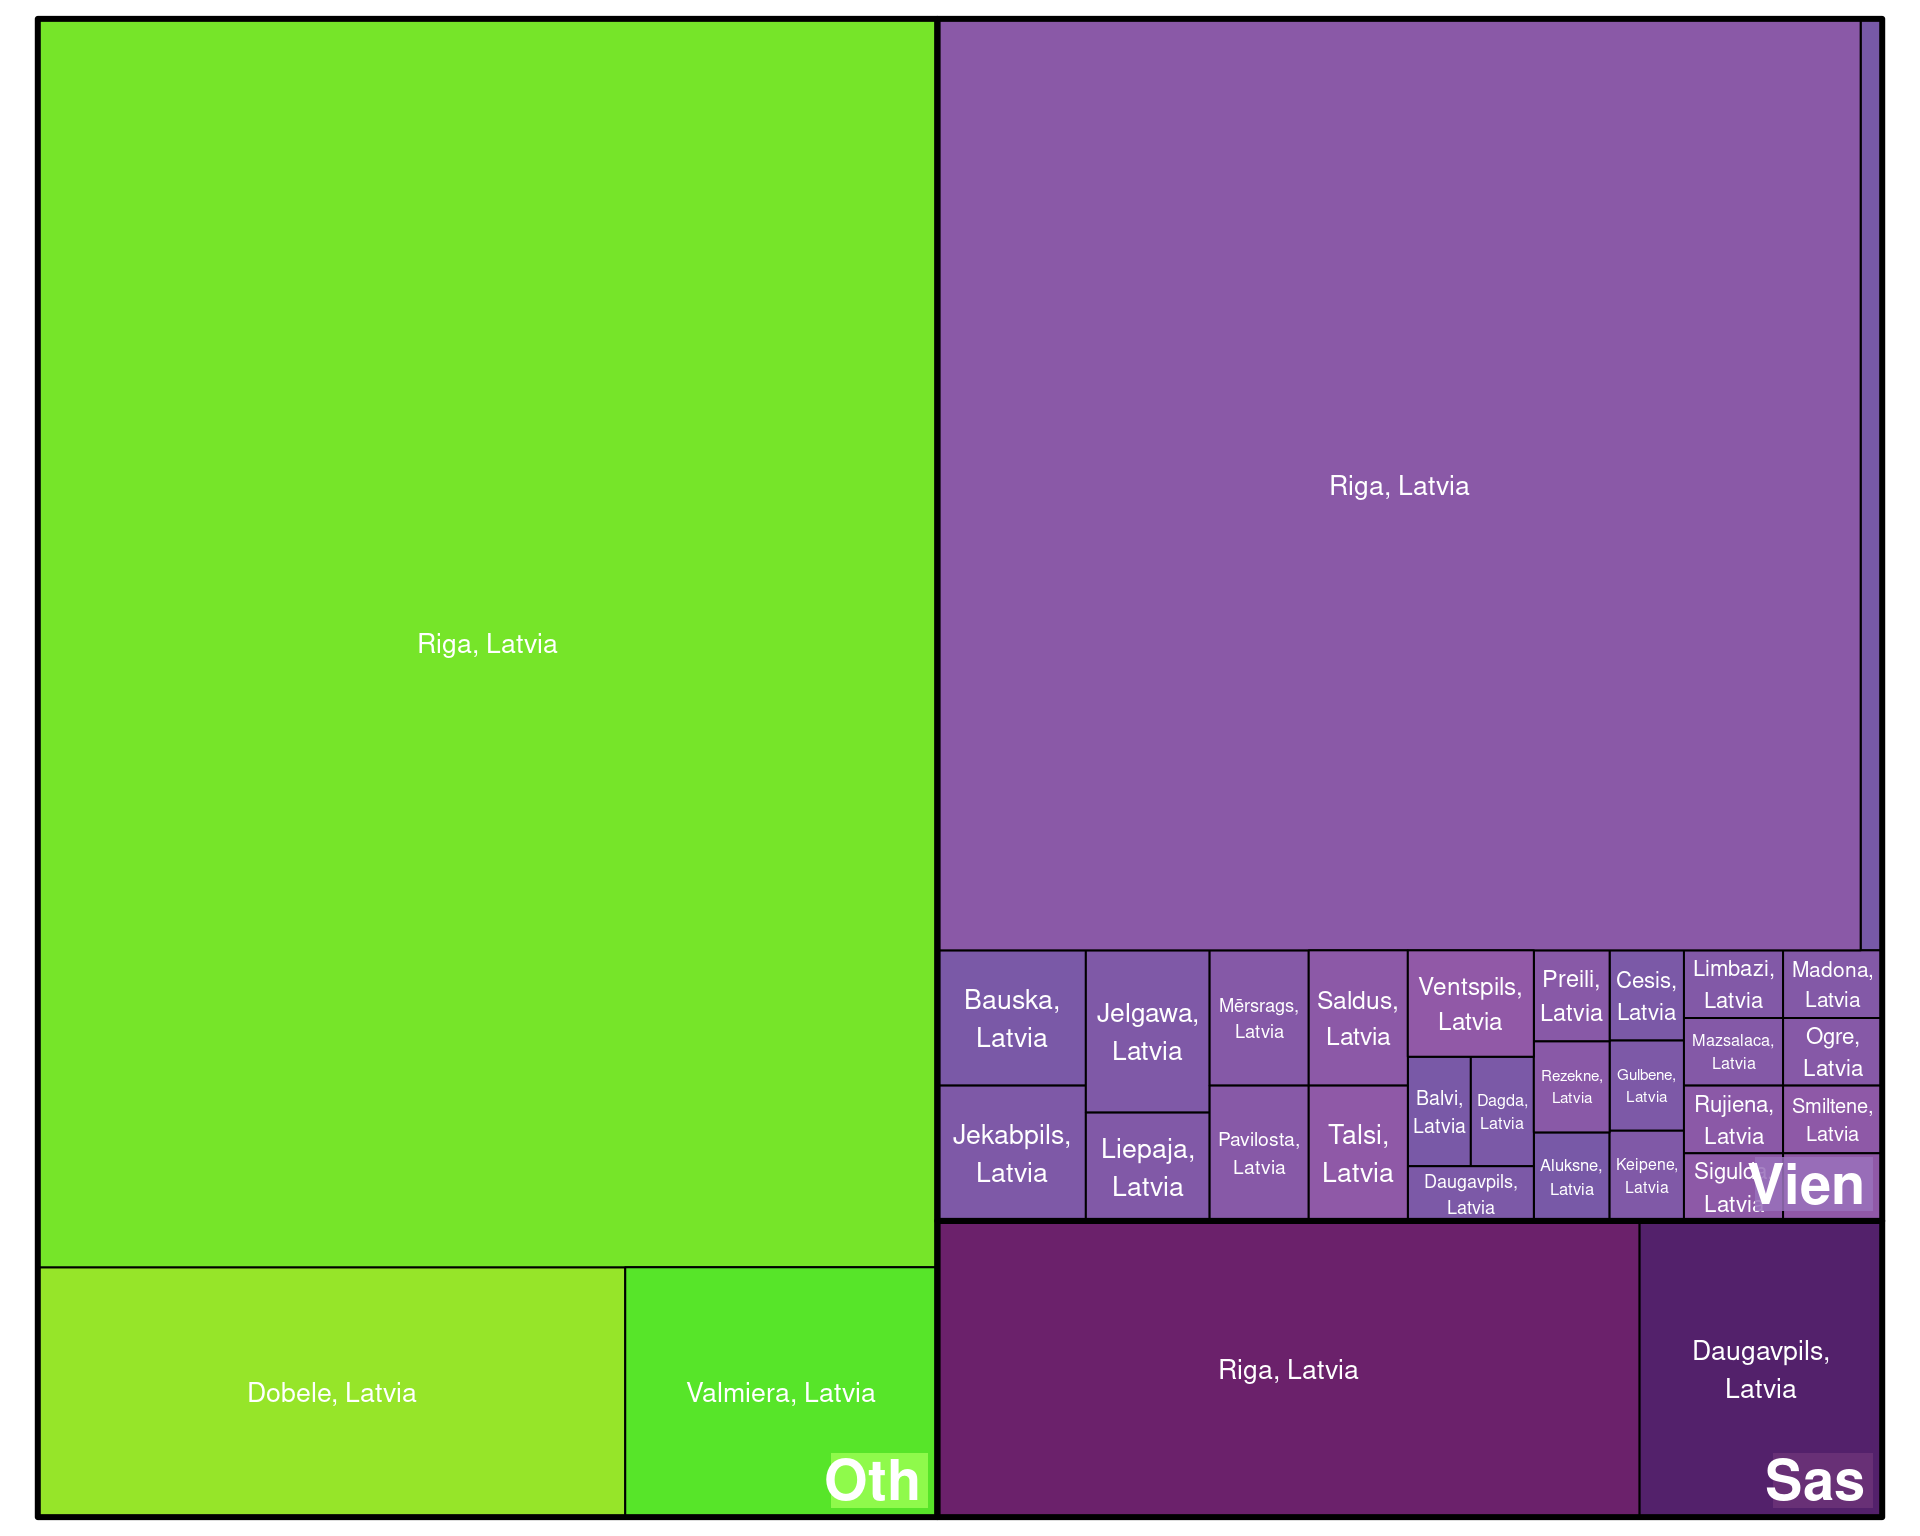 Riga, Latvia
Dobele, Latvia
Valmiera, Latvia
Oth
Riga, Latvia
Bauska,
Latvia
Jekabpils,
Latvia
Jelgawa,
Latvia
Liepaja,
Latvia
Mērsrags,
Latvia
Pavilosta,
Latvia
Saldus,
Latvia
Talsi,
Latvia
Ventspils,
Latvia
Balvi,
Latvia
Dagda,
Latvia
Daugavpils,
Latvia
Preili,
Latvia
Rezekne,
Latvia
Aluksne,
Latvia
Cesis,
Latvia
Gulbene,
Latvia
Keipene,
Latvia
Limbazi,
Latvia
Mazsalaca,
Latvia
Rujiena,
Latvia
Sigulda,
Latvia
Madona,
Latvia
Ogre,
Latvia
Smiltene,
Latvia
Vien
Riga, Latvia
Daugavpils,
Latvia
Sas